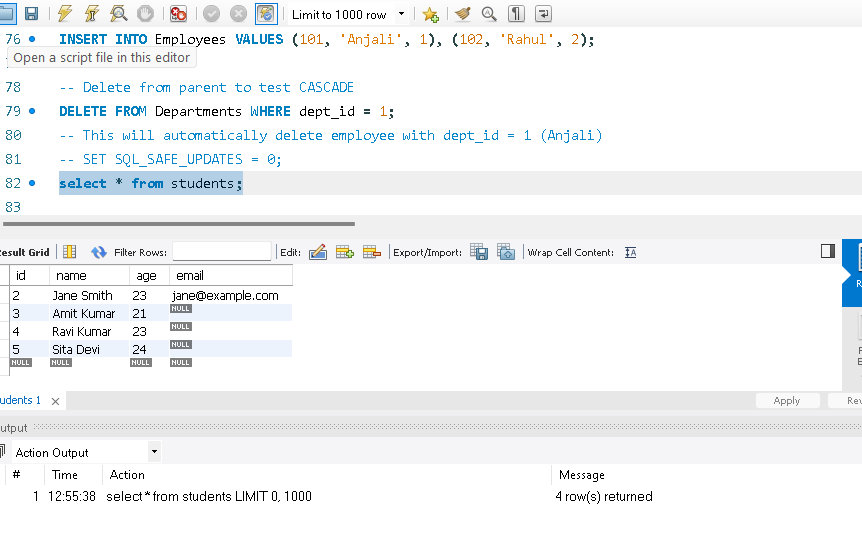 Limit to 1000 row
76 INSERT INTO Employees VALUES (101, 'Anjali', 1), (102, 'Rahul', 2);
Open a script file in this editor
78 -- Delete from parent to test CASCADE
79 DELETE FROM Departments WHERE dept_id = 1;
80 -- This will automatically delete employee with dept_id = 1 (Anjali)
81 -- SET SQL_SAFE_UPDATES = 0;
82 select * from students;
83
esult Grid Filter Rows: Edit: Export/Import: Wrap Cell Content: IA
id name age email
2 Jane Smith 23 jane@example.com
3 Amit Kumar 21 NULL
4 Ravi Kumar 23 NULL
5 Sita Devi 24 NULL
NULL NULL NULL NULL
R
F
E
udents 1 Apply Rev
utput
Action Output
# Time Action Message
1 12:55:38 select * from students LIMIT 0, 1000 4 row(s) returned